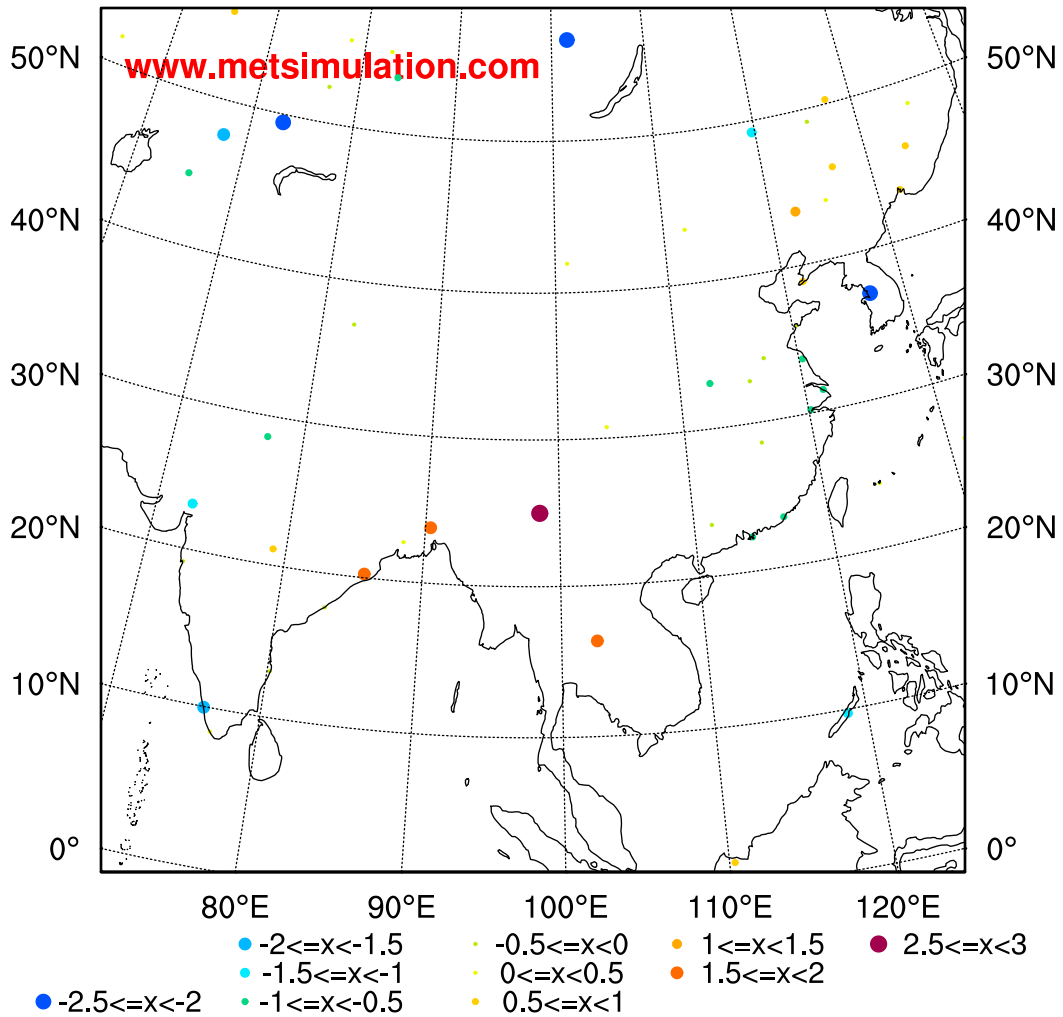 50°N 50°N
www.metsimulation.com
40°N 40°N
30°N 30°N
20°N 20°N
10°N 10°N
0° 0°
80°E 90°E 100°E 110°E 120°E
-2<=x<-1.5 -0.5<=x<0 1<=x<1.5 2.5<=x<3
-1.5<=x<-1 0<=x<0.5 1.5<=x<2
-2.5<=x<-2 -1<=x<-0.5 0.5<=x<1